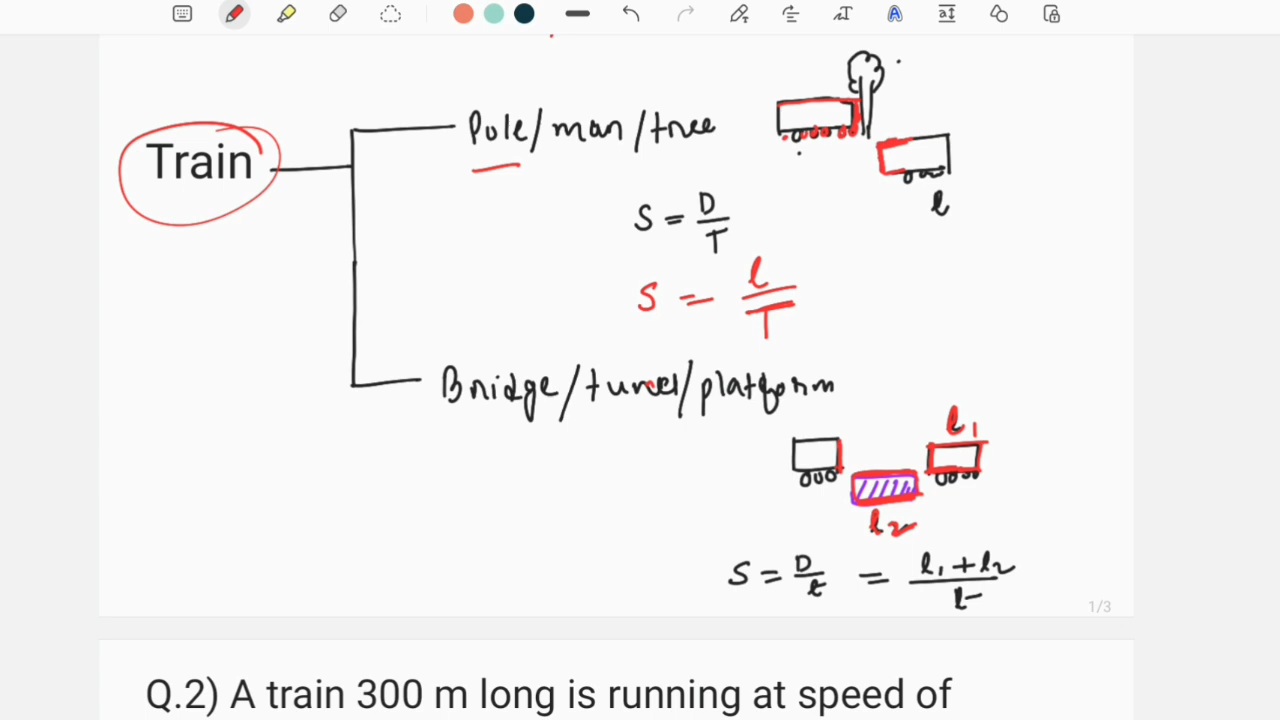 Train
Pole/man/tree
l
S = D/T
S = l/T
Bridge/tunnel/platform
l1
l2
S = D/t = l1+l2/t
1/3
Q.2) A train 300 m long is running at speed of